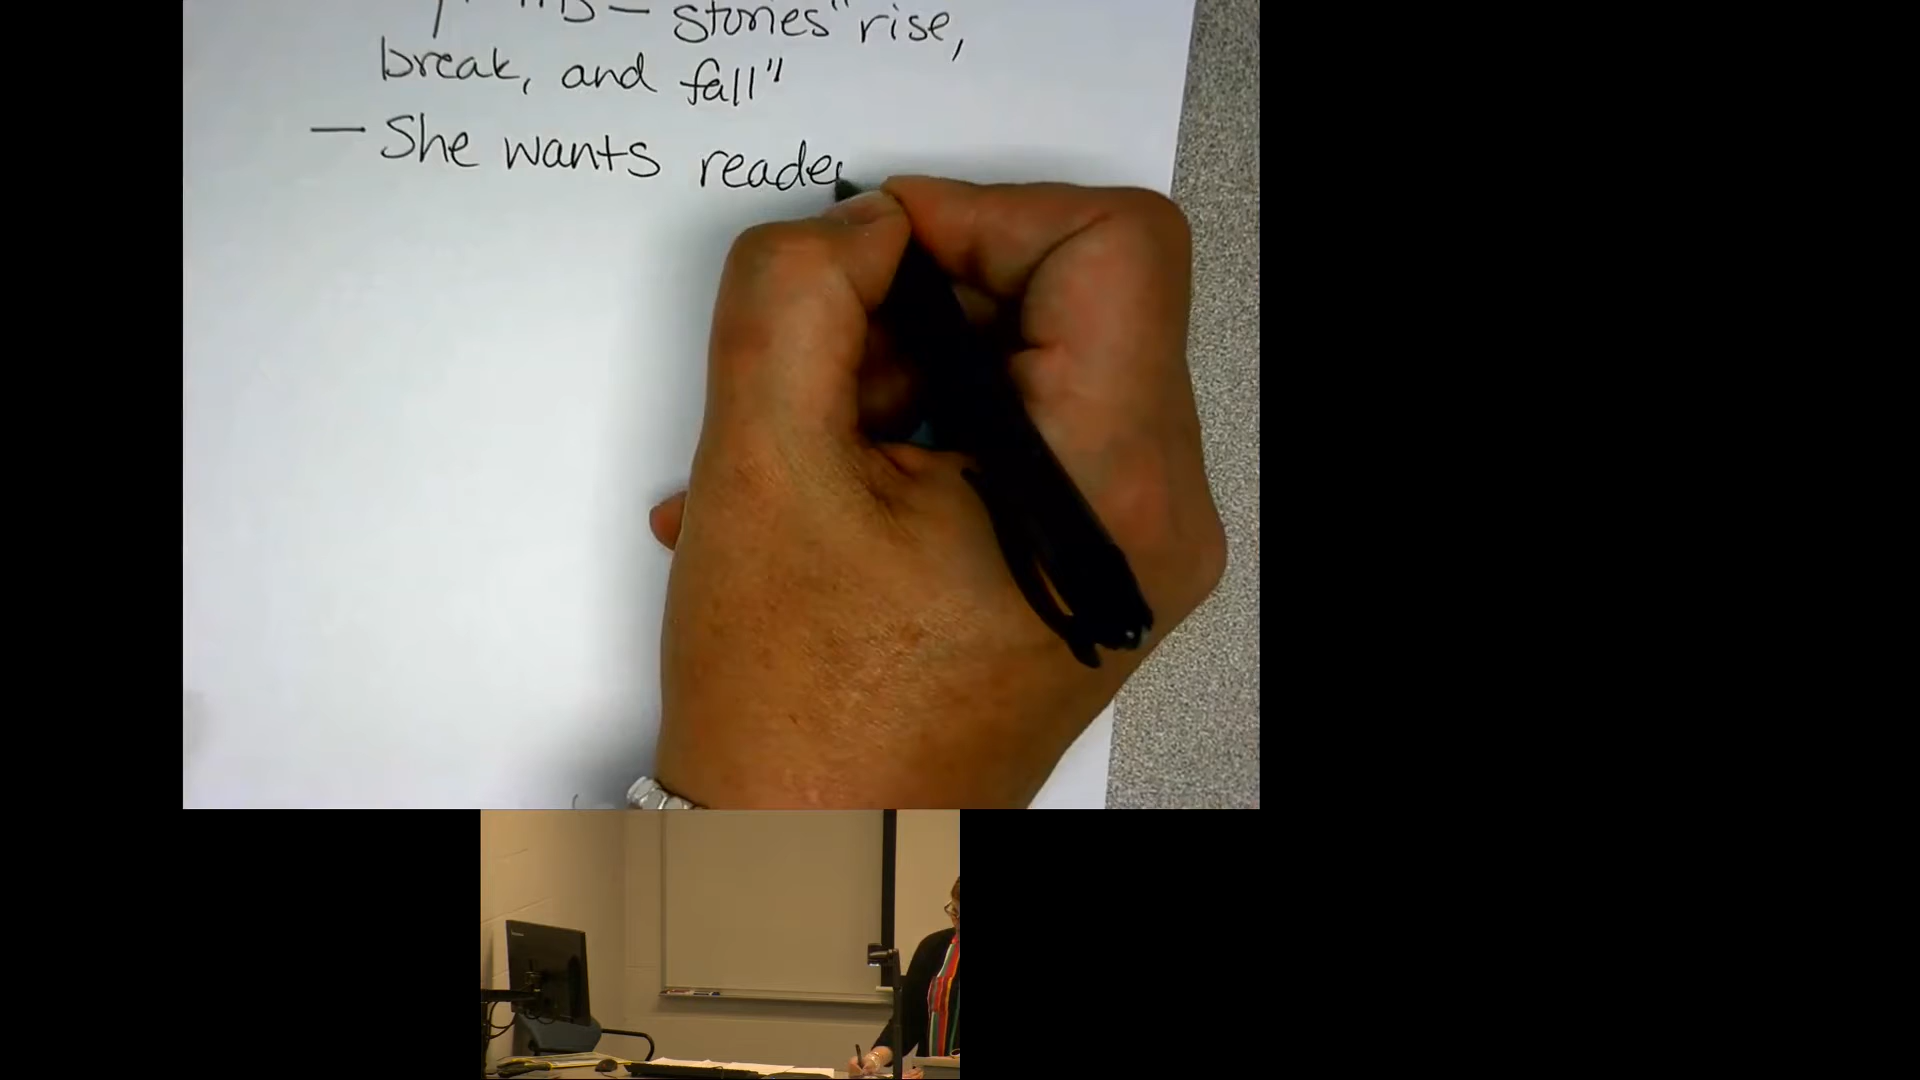 — stories "rise,
break, and fall"
— She wants reade